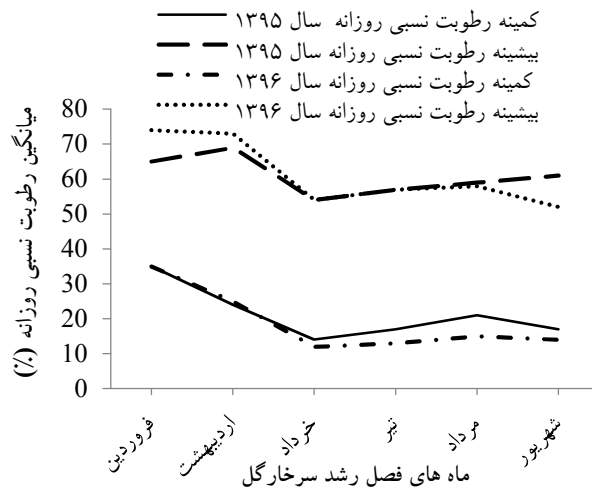 کمینه رطوبت نسبی روزانه سال ۱۳۹۵
بیشینه رطوبت نسبی روزانه سال ۱۳۹۵
کمینه رطوبت نسبی روزانه سال ۱۳۹۶
بیشینه رطوبت نسبی روزانه سال ۱۳۹۶
میانگین رطوبت نسبی روزانه (٪)
80
70
60
50
40
30
20
10
0
فروردین
اردیبهشت
خرداد
تیر
مرداد
شهریور
ماه های فصل رشد سرخارگل